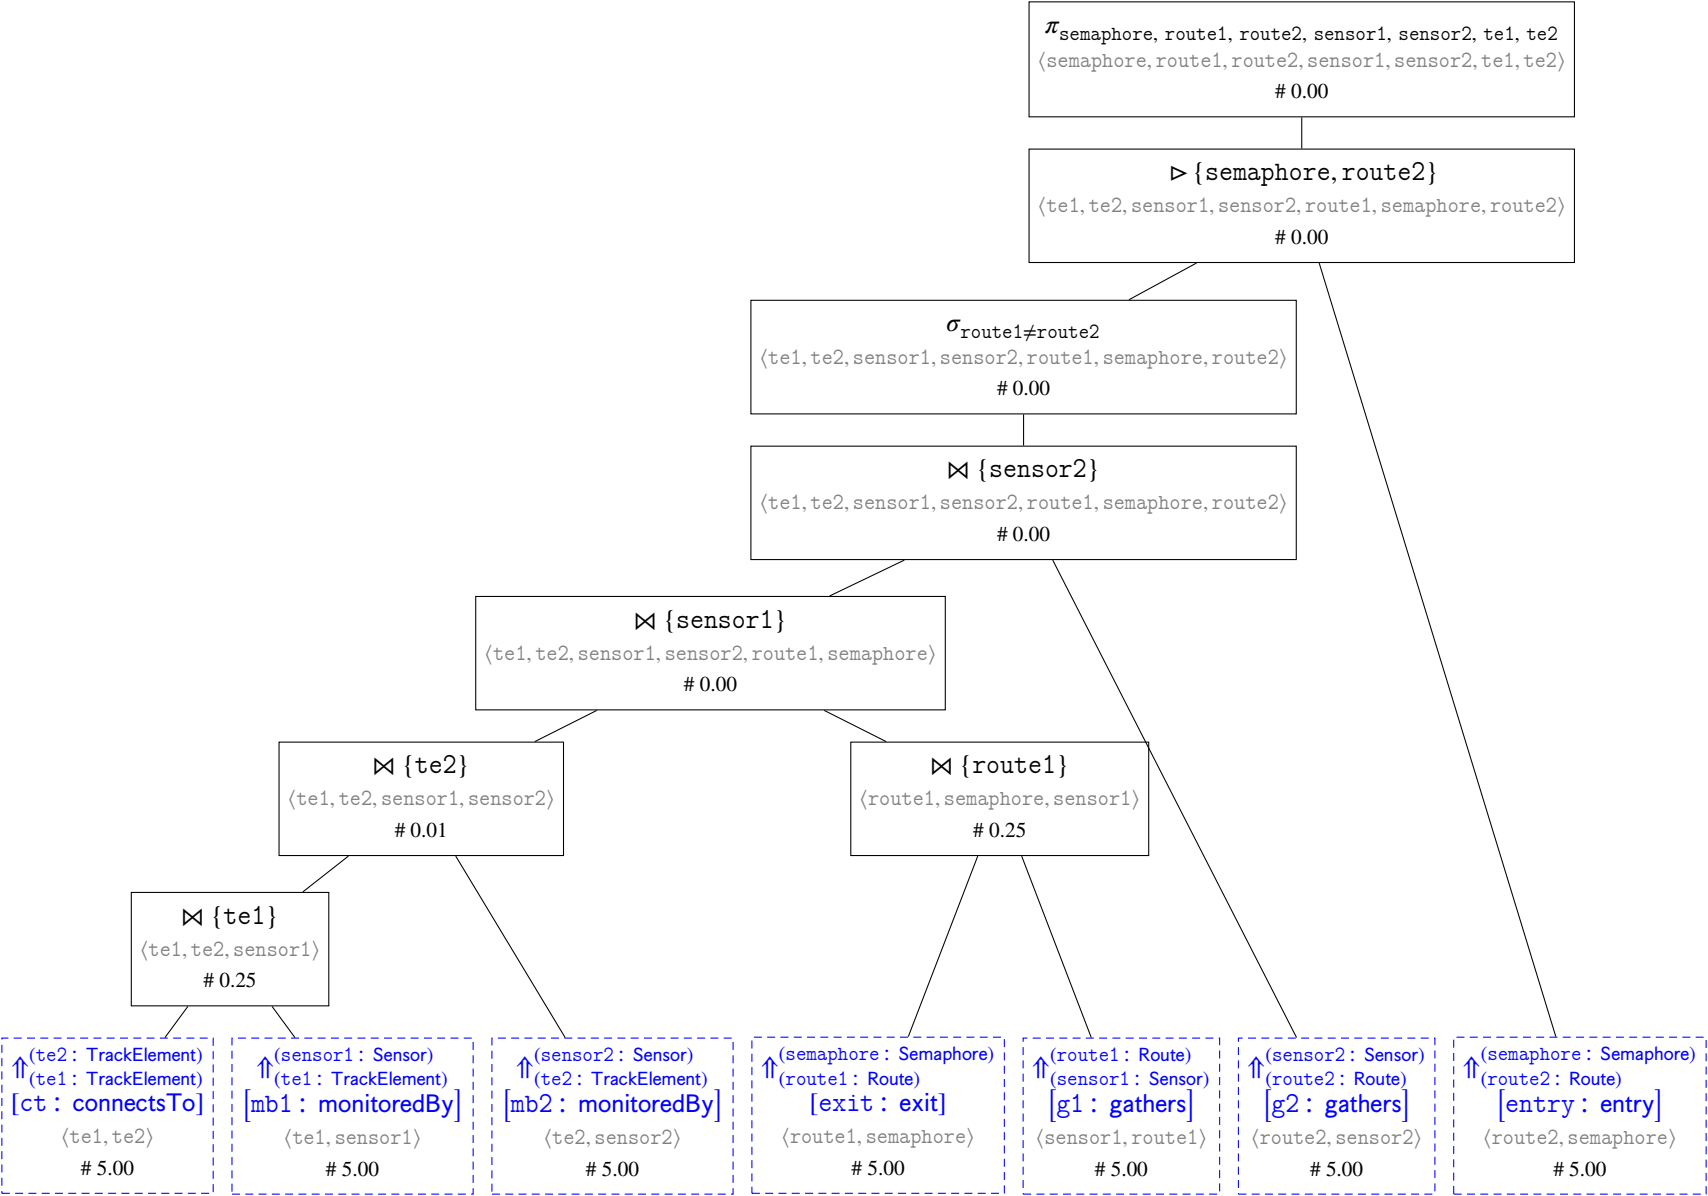 π semaphore, route1, route2, sensor1, sensor2, te1, te2
⟨semaphore, route1, route2, sensor1, sensor2, te1, te2⟩
# 0.00
▷ {semaphore, route2}
⟨te1, te2, sensor1, sensor2, route1, semaphore, route2⟩
# 0.00
σ route1≠route2
⟨te1, te2, sensor1, sensor2, route1, semaphore, route2⟩
# 0.00
⋈ {sensor2}
⟨te1, te2, sensor1, sensor2, route1, semaphore, route2⟩
# 0.00
⋈ {sensor1}
⟨te1, te2, sensor1, sensor2, route1, semaphore⟩
# 0.00
⋈ {te2}
⟨te1, te2, sensor1, sensor2⟩
# 0.01
⋈ {route1}
⟨route1, semaphore, sensor1⟩
# 0.25
⋈ {te1}
⟨te1, te2, sensor1⟩
# 0.25
⇑ (te2: TrackElement)
(te1: TrackElement)
[ct: connectsTo]
⟨te1, te2⟩
# 5.00
⇑ (sensor1: Sensor)
(te1: TrackElement)
[mb1: monitoredBy]
⟨te1, sensor1⟩
# 5.00
⇑ (sensor2: Sensor)
(te2: TrackElement)
[mb2: monitoredBy]
⟨te2, sensor2⟩
# 5.00
⇑ (semaphore: Semaphore)
(route1: Route)
[exit: exit]
⟨route1, semaphore⟩
# 5.00
⇑ (route1: Route)
(sensor1: Sensor)
[g1: gathers]
⟨sensor1, route1⟩
# 5.00
⇑ (sensor2: Sensor)
(route2: Route)
[g2: gathers]
⟨route2, sensor2⟩
# 5.00
⇑ (semaphore: Semaphore)
(route2: Route)
[entry: entry]
⟨route2, semaphore⟩
# 5.00